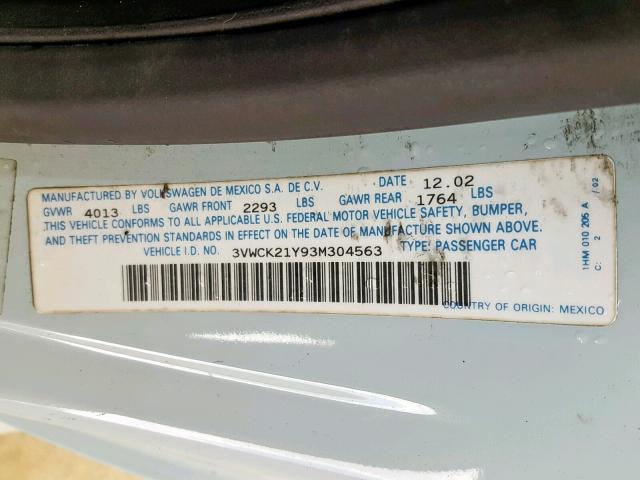 MANUFACTURED BY VOLKSWAGEN DE MEXICO S.A. DE C.V. DATE 12.02
GVWR 4013 LBS GAWR FRONT 2293 LBS GAWR REAR 1764 LBS
THIS VEHICLE CONFORMS TO ALL APPLICABLE U.S. FEDERAL MOTOR VEHICLE SAFETY, BUMPER,
AND THEFT PREVENTION STANDARDS IN EFFECT ON THE DATE OF MANUFACTURE SHOWN ABOVE.
VEHICLE I.D. NO. 3VWCK21Y93M304563 TYPE: PASSENGER CAR
COUNTRY OF ORIGIN: MEXICO
1HM 010 205 A / 02
C: 2